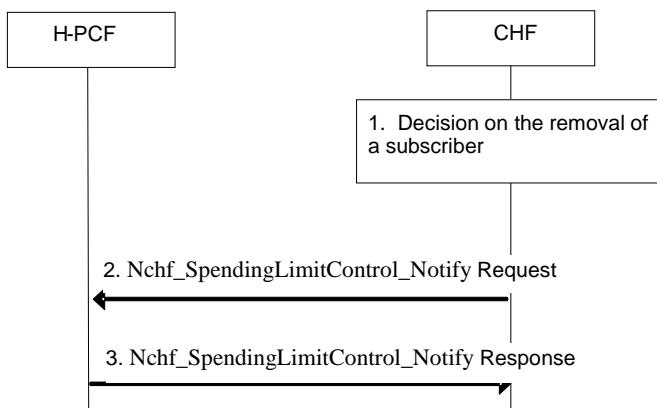 H-PCF
CHF
1. Decision on the removal of
a subscriber
2. Nchf_SpendingLimitControl_Notify Request
3. Nchf_SpendingLimitControl_Notify Response